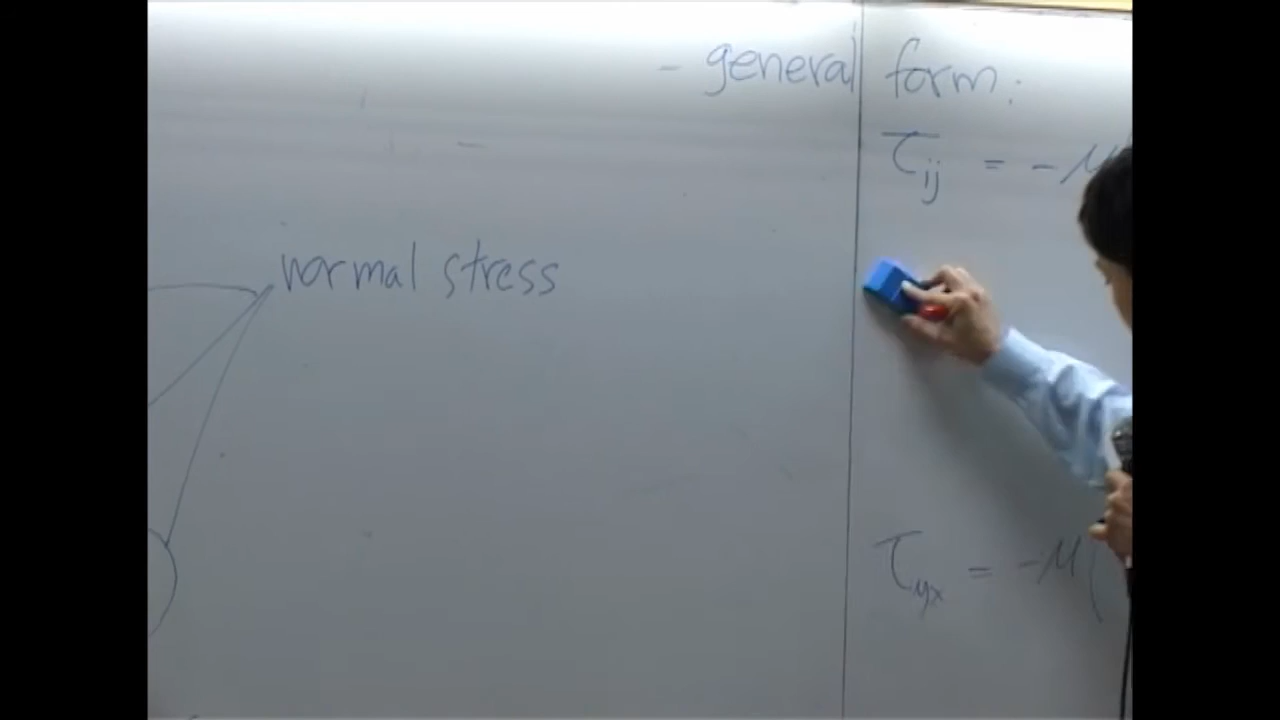 - general form:
τij = -μ
normal stress
τyx = -μ(